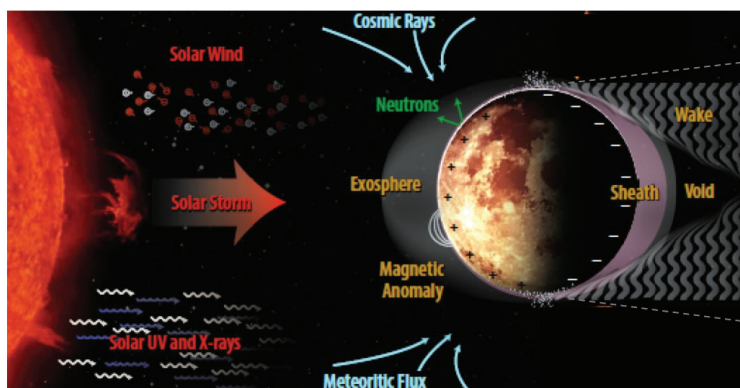 Cosmic Rays
Solar Wind
Neutrons
Wake
Exosphere
Sheath
Void
Solar Storm
Magnetic
Anomaly
Solar UV and X-rays
Meteoritic Flux